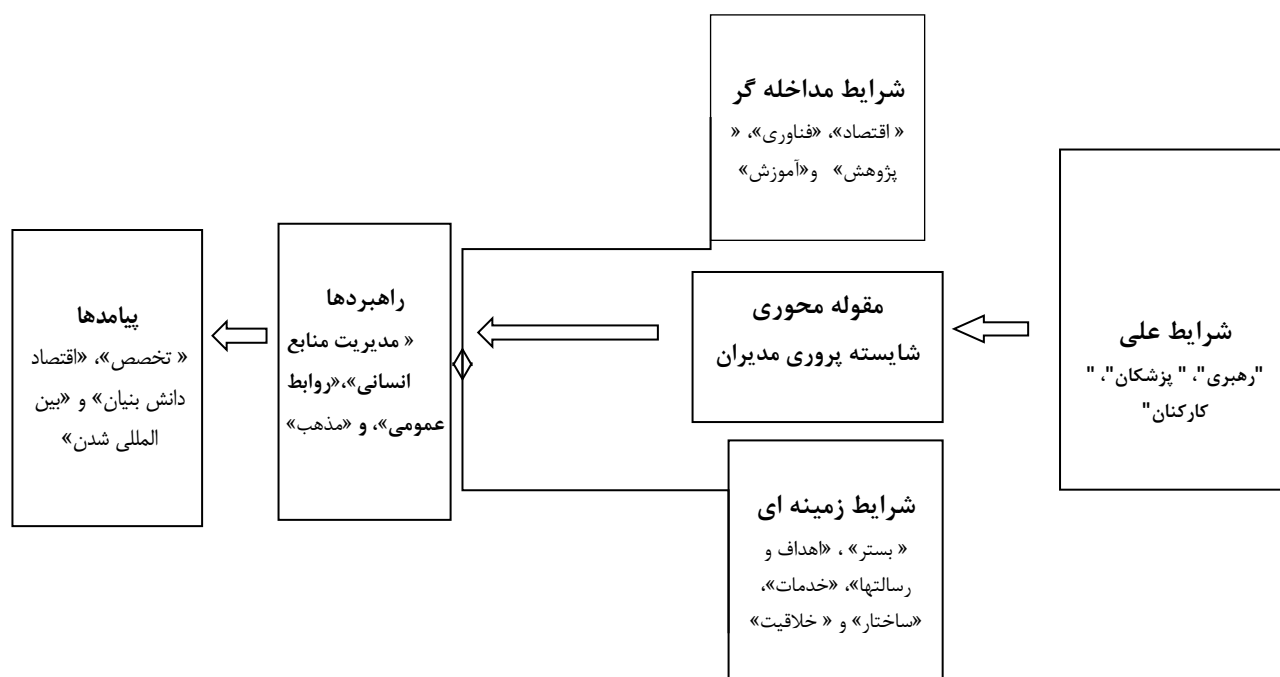 شرایط مداخله گر
« اقتصاد»، «فناوری»، «
پژوهش» و«آموزش»
شرایط علی
"رهبری"، " پزشکان"، "
کارکنان"
مقوله محوری
شایسته پروری مدیران
شرایط زمینه ای
« بستر» ، «اهداف و
رسالتها»، «خدمات»،
«ساختار» و « خلاقیت»
راهبردها
« مدیریت منابع
انسانی»،«روابط
عمومی»، و «مذهب»
پیامدها
« تخصص»، «اقتصاد
دانش بنیان» و «بین
المللی شدن»